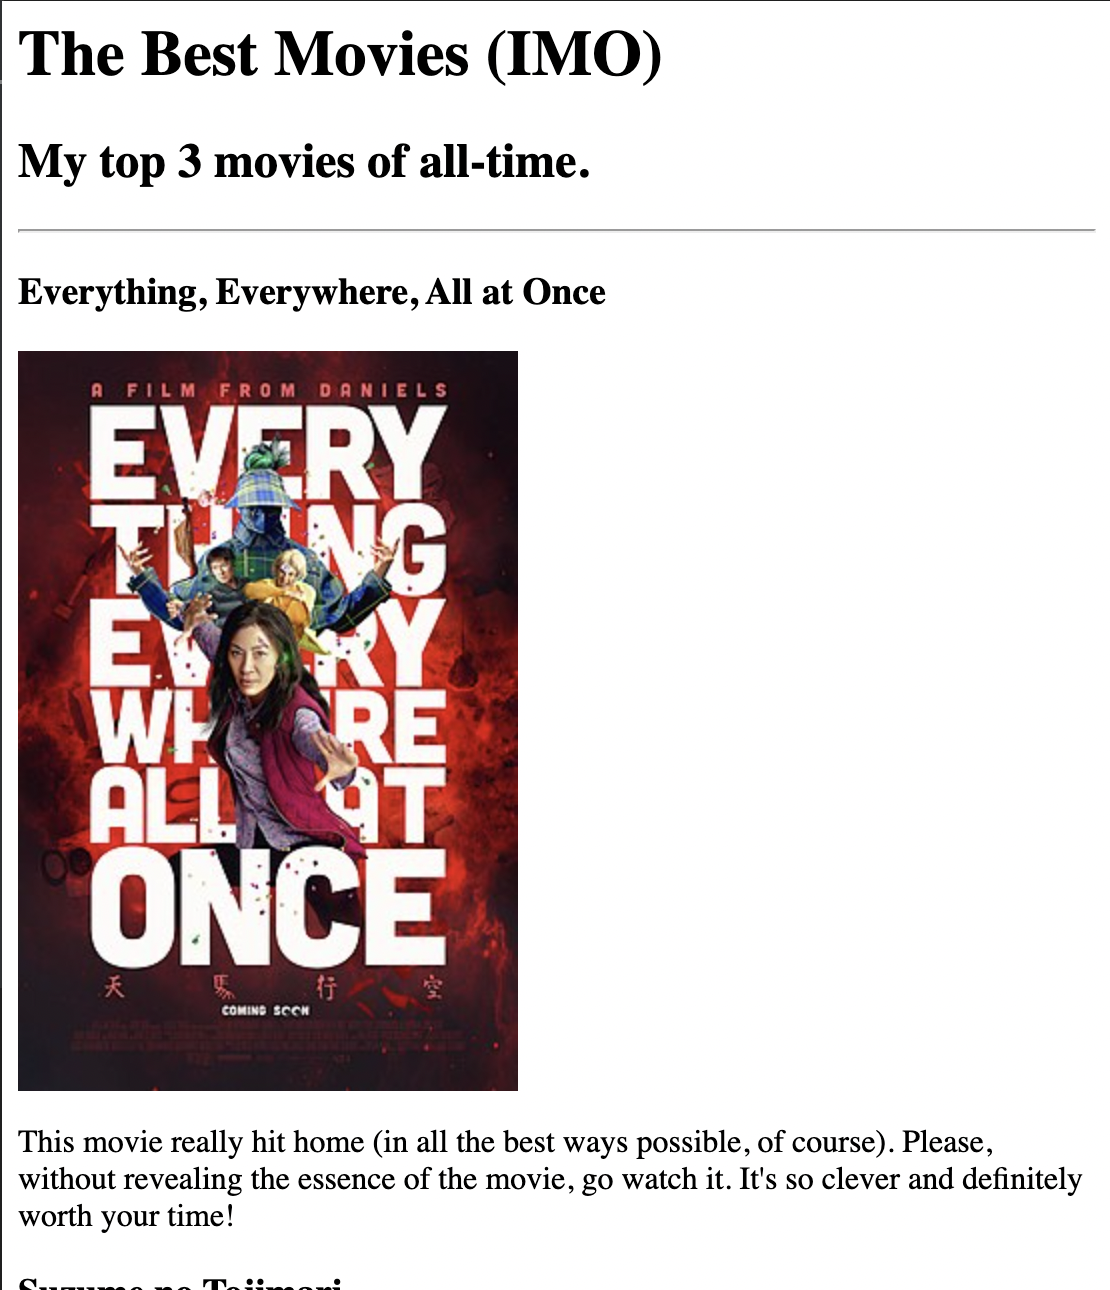 The Best Movies (IMO)
My top 3 movies of all-time.
Everything, Everywhere, All at Once
A FILM FROM DANIELS
EVERY
THING
EVERY
WHERE
ALL AT
ONCE
天馬行空
COMING SOON
This movie really hit home (in all the best ways possible, of course). Please,
without revealing the essence of the movie, go watch it. It's so clever and definitely
worth your time!
Suzume no Tojimari